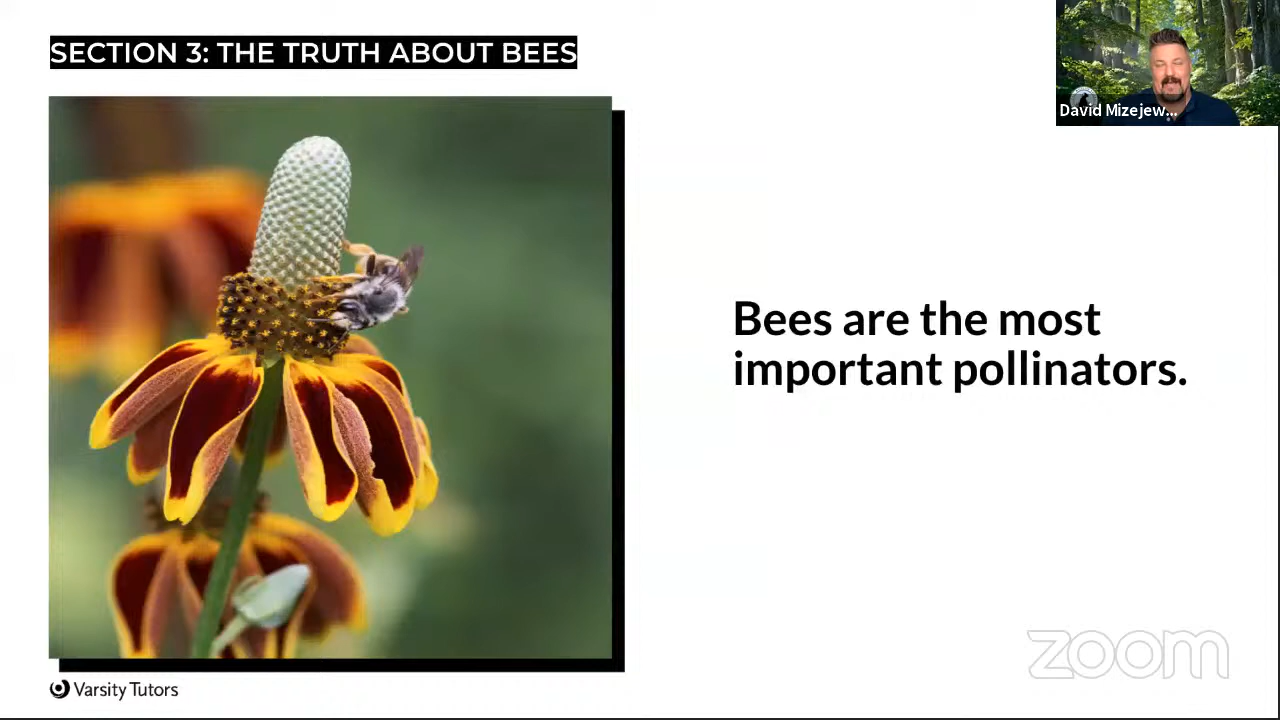 SECTION 3: THE TRUTH ABOUT BEES
David Mizejew...
Bees are the most
important pollinators.
zoom
Varsity Tutors